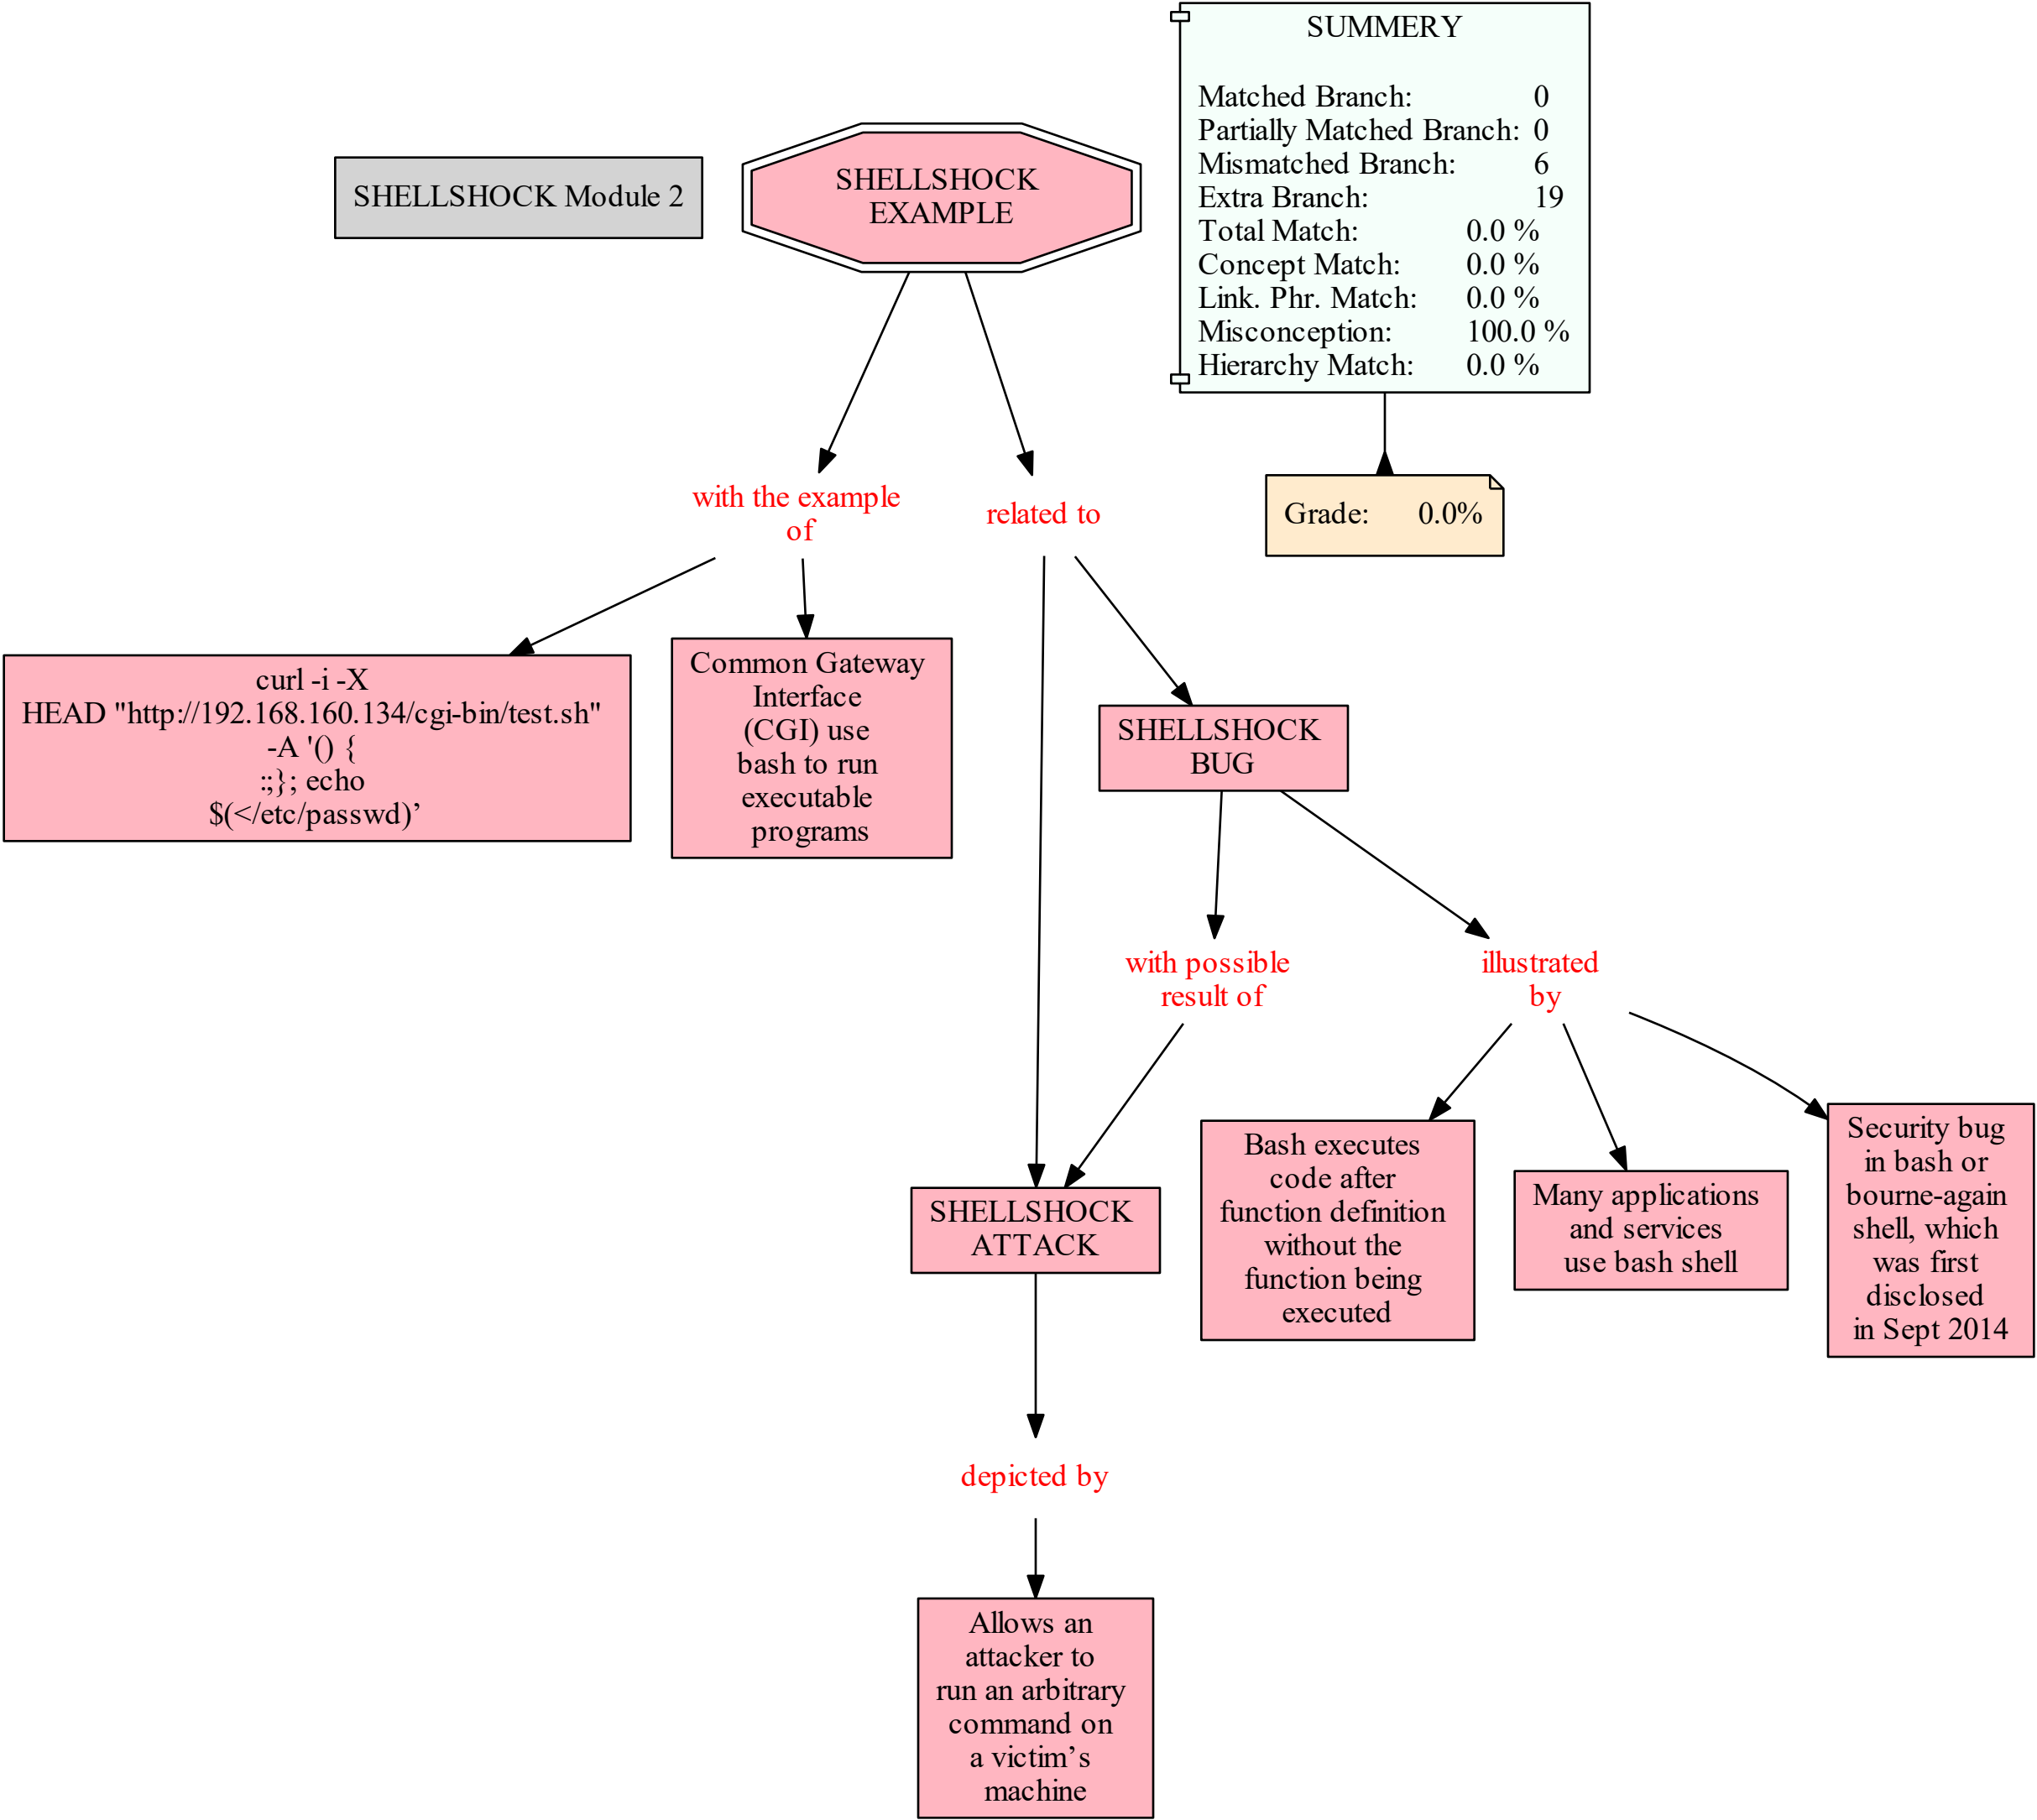 SHELLSHOCK Module 2
SHELLSHOCK
EXAMPLE
SUMMERY
Matched Branch: 0
Partially Matched Branch: 0
Mismatched Branch: 6
Extra Branch: 19
Total Match: 0.0 %
Concept Match: 0.0 %
Link. Phr. Match: 0.0 %
Misconception: 100.0 %
Hierarchy Match: 0.0 %
Grade: 0.0%
with the example
of
related to
curl -i -X
HEAD "http://192.168.160.134/cgi-bin/test.sh"
-A '() {
:;}; echo
$(</etc/passwd)’
Common Gateway
Interface
(CGI) use
bash to run
executable
programs
SHELLSHOCK
BUG
with possible
result of
illustrated
by
SHELLSHOCK
ATTACK
Bash executes
code after
function definition
without the
function being
executed
Many applications
and services
use bash shell
Security bug
in bash or
bourne-again
shell, which
was first
disclosed
in Sept 2014
depicted by
Allows an
attacker to
run an arbitrary
command on
a victim’s
machine